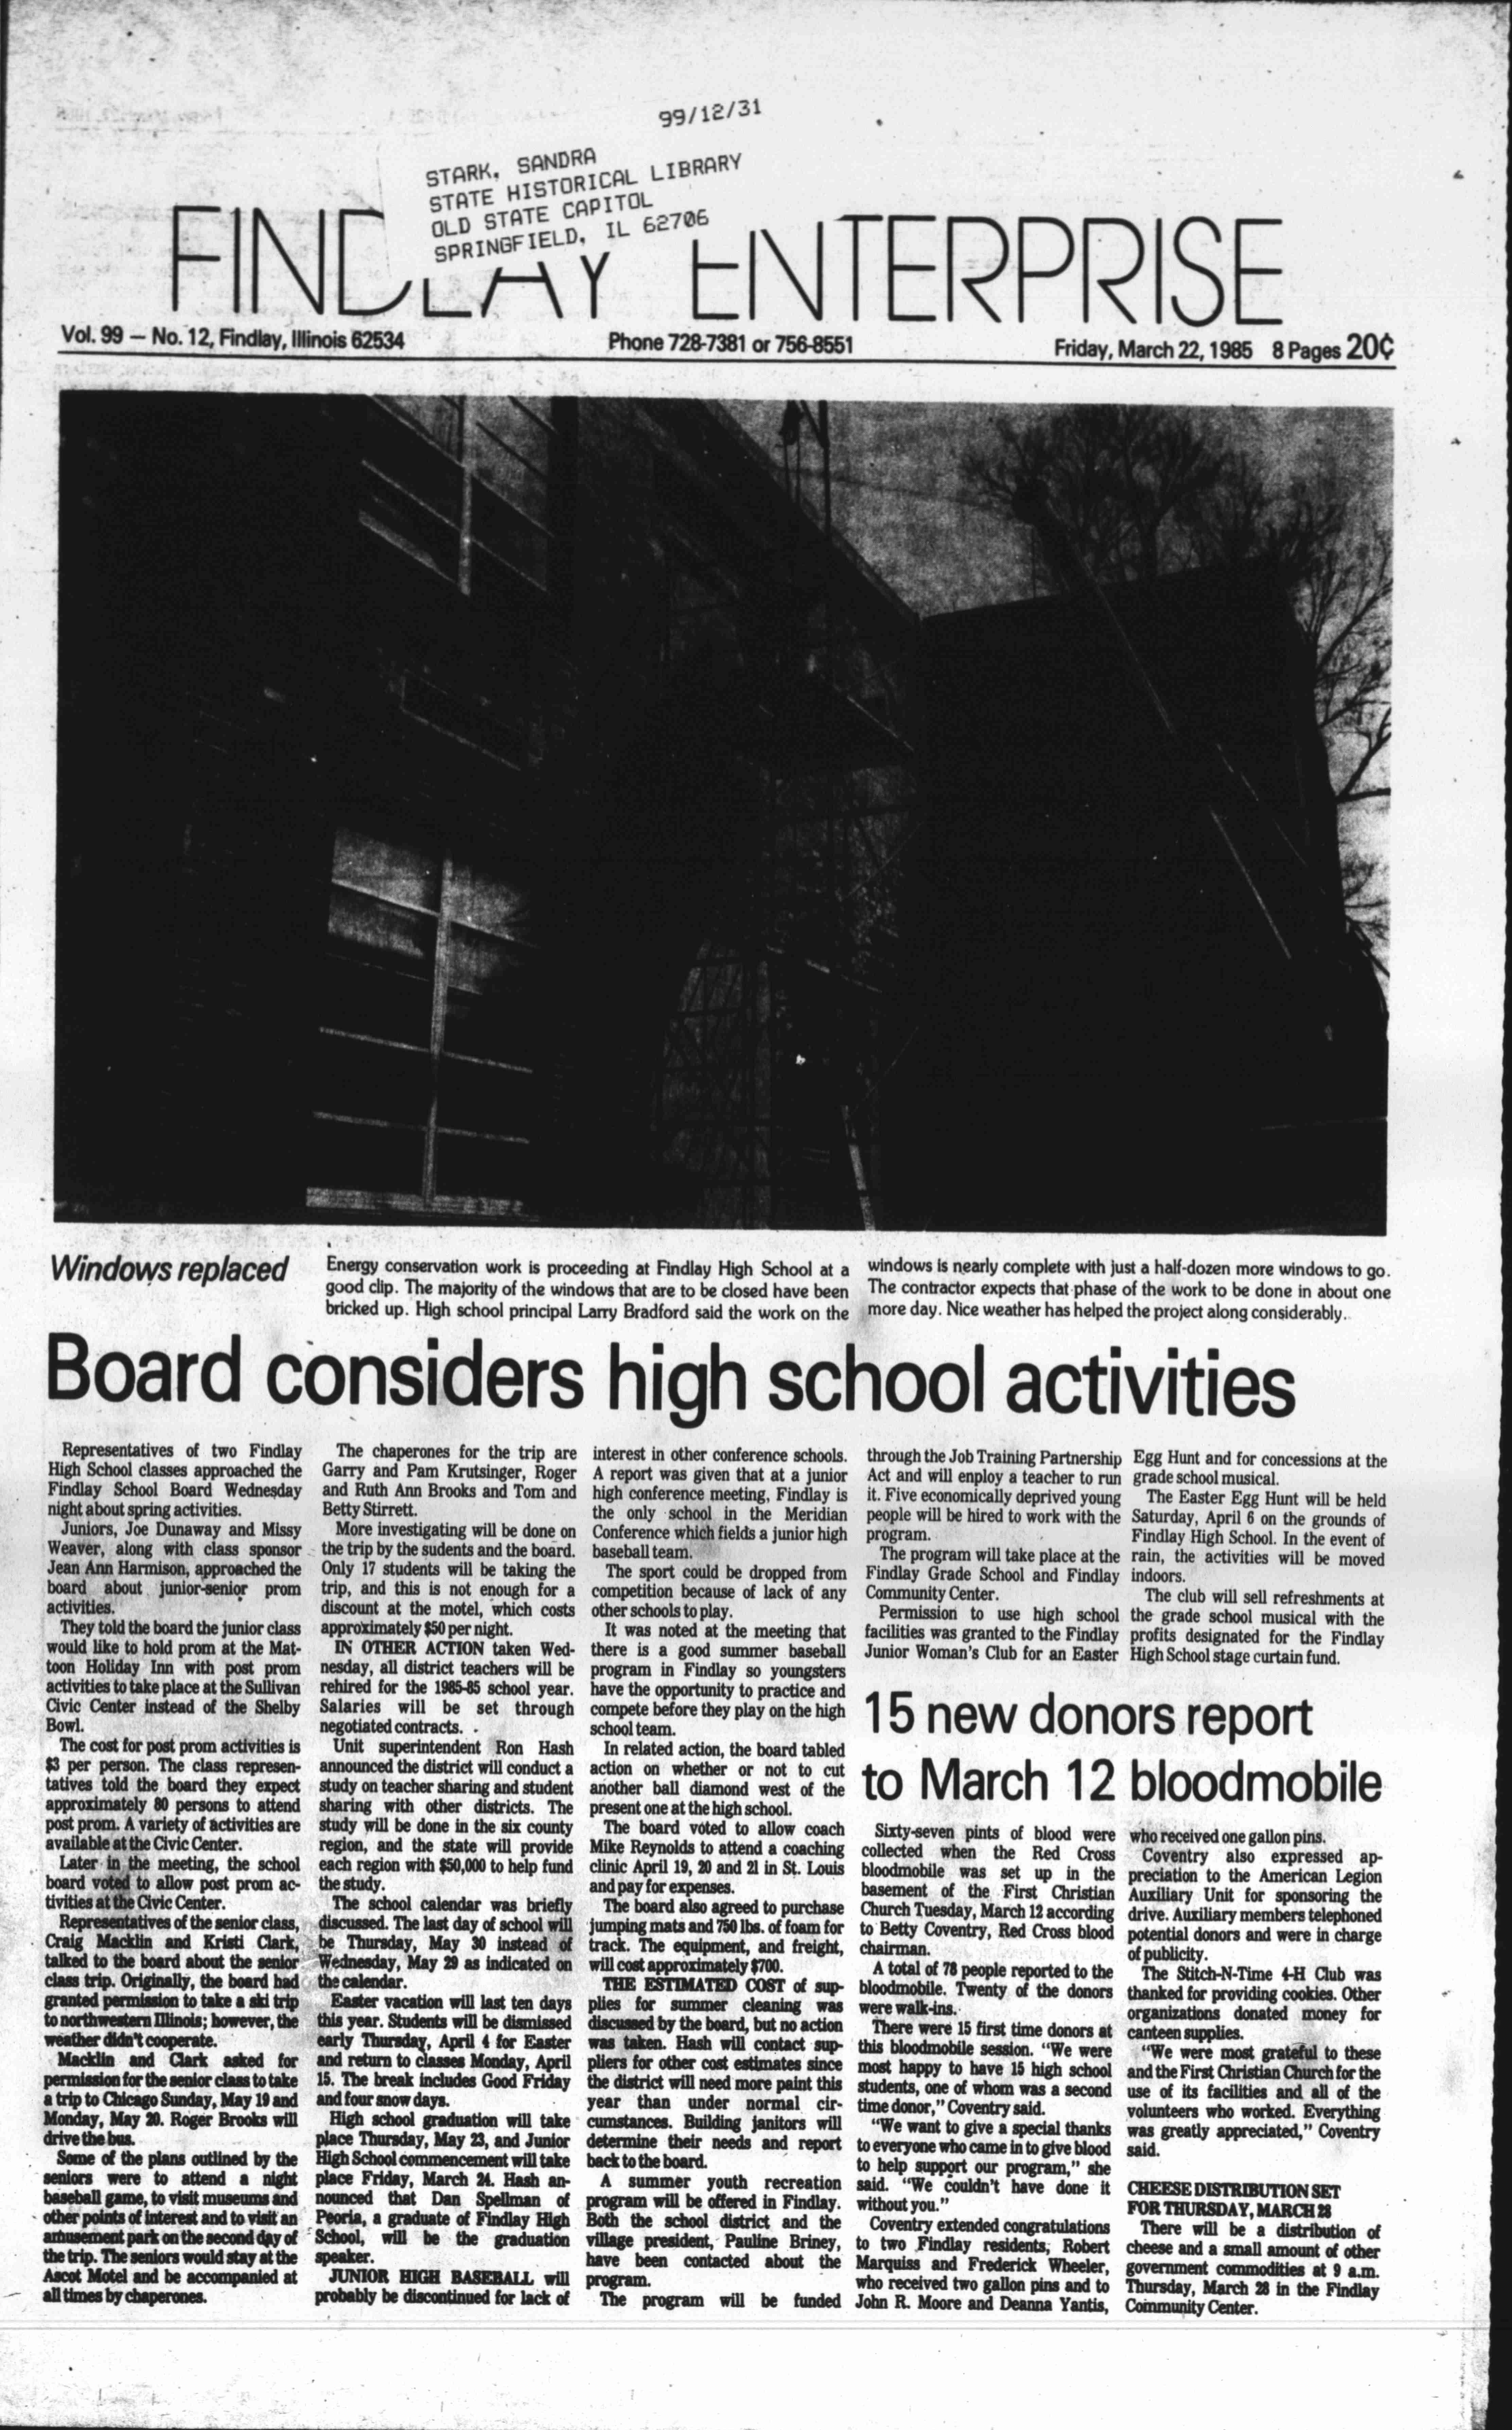 99/12/31
STARK, SANDRA
STATE HISTORICAL LIBRARY
OLD STATE CAPITOL
SPRINGFIELD, IL 62706
FINDLAY ENTERPRISE
Vol. 99 — No. 12, Findlay, Illinois 62534
Phone 728-7381 or 756-8551
Friday, March 22, 1985 8 Pages 20¢
Windows replaced
Energy conservation work is proceeding at Findlay High School at a
good clip. The majority of the windows that are to be closed have been
bricked up. High school principal Larry Bradford said the work on the
windows is nearly complete with just a half-dozen more windows to go.
The contractor expects that phase of the work to be done in about one
more day. Nice weather has helped the project along considerably.
Board considers high school activities
Representatives of two Findlay
High School classes approached the
Findlay School Board Wednesday
night about spring activities.
Juniors, Joe Dunaway and Missy
Weaver, along with class sponsor
Jean Ann Harmison, approached the
board about junior-senior prom
activities.
They told the board the junior class
would like to hold prom at the Mat-
toon Holiday Inn with post prom
activities to take place at the Sullivan
Civic Center instead of the Shelby
Bowl.
The cost for post prom activities is
$3 per person. The class represen-
tatives told the board they expect
approximately 80 persons to attend
post prom. A variety of activities are
available at the Civic Center.
Later in the meeting, the school
board voted to allow post prom ac-
tivities at the Civic Center.
Representatives of the senior class,
Craig Macklin and Kristi Clark,
talked to the board about the senior
class trip. Originally, the board had
granted permission to take a ski trip
to northwestern Illinois; however, the
weather didn't cooperate.
Macklin and Clark asked for
permission for the senior class to take
a trip to Chicago Sunday, May 19 and
Monday, May 20. Roger Brooks will
drive the bus.
Some of the plans outlined by the
seniors were to attend a night
baseball game, to visit museums and
other points of interest and to visit an
amusement park on the second day of
the trip. The seniors would stay at the
Ascot Motel and be accompanied at
all times by chaperones.
The chaperones for the trip are
Garry and Pam Krutsinger, Roger
and Ruth Ann Brooks and Tom and
Betty Stirrett.
More investigating will be done on
the trip by the sudents and the board.
Only 17 students will be taking the
trip, and this is not enough for a
discount at the motel, which costs
approximately $50 per night.
IN OTHER ACTION taken Wed-
nesday, all district teachers will be
rehired for the 1985-85 school year.
Salaries will be set through
negotiated contracts.
Unit superintendent Ron Hash
announced the district will conduct a
study on teacher sharing and student
sharing with other districts. The
study will be done in the six county
region, and the state will provide
each region with $50,000 to help fund
the study.
The school calendar was briefly
discussed. The last day of school will
be Thursday, May 30 instead of
Wednesday, May 29 as indicated on
the calendar.
Easter vacation will last ten days
this year. Students will be dismissed
early Thursday, April 4 for Easter
and return to classes Monday, April
15. The break includes Good Friday
and four snow days.
High school graduation will take
place Thursday, May 23, and Junior
High School commencement will take
place Friday, March 24. Hash an-
nounced that Dan Spellman of
Peoria, a graduate of Findlay High
School, will be the graduation
speaker.
JUNIOR HIGH BASEBALL will
probably be discontinued for lack of
interest in other conference schools.
A report was given that at a junior
high conference meeting, Findlay is
the only school in the Meridian
Conference which fields a junior high
baseball team.
The sport could be dropped from
competition because of lack of any
other schools to play.
It was noted at the meeting that
there is a good summer baseball
program in Findlay so youngsters
have the opportunity to practice and
compete before they play on the high
school team.
In related action, the board tabled
action on whether or not to cut
another ball diamond west of the
present one at the high school.
The board voted to allow coach
Mike Reynolds to attend a coaching
clinic April 19, 20 and 21 in St. Louis
and pay for expenses.
The board also agreed to purchase
jumping mats and 750 lbs. of foam for
track. The equipment, and freight,
will cost approximately $700.
THE ESTIMATED COST of sup-
plies for summer cleaning was
discussed by the board, but no action
was taken. Hash will contact sup-
pliers for other cost estimates since
the district will need more paint this
year than under normal cir-
cumstances. Building janitors will
determine their needs and report
back to the board.
A summer youth recreation
program will be offered in Findlay.
Both the school district and the
village president, Pauline Briney,
have been contacted about the
program.
The program will be funded
through the Job Training Partnership
Act and will employ a teacher to run
it. Five economically deprived young
people will be hired to work with the
program.
The program will take place at the
Findlay Grade School and Findlay
Community Center.
Permission to use high school
facilities was granted to the Findlay
Junior Woman's Club for an Easter
Egg Hunt and for concessions at the
grade school musical.
The Easter Egg Hunt will be held
Saturday, April 6 on the grounds of
Findlay High School. In the event of
rain, the activities will be moved
indoors.
The club will sell refreshments at
the grade school musical with the
profits designated for the Findlay
High School stage curtain fund.
15 new donors report
to March 12 bloodmobile
Sixty-seven pints of blood were
collected when the Red Cross
bloodmobile was set up in the
basement of the First Christian
Church Tuesday, March 12 according
to Betty Coventry, Red Cross blood
chairman.
A total of 78 people reported to the
bloodmobile. Twenty of the donors
were walk-ins.
There were 15 first time donors at
this bloodmobile session. "We were
most happy to have 15 high school
students, one of whom was a second
time donor," Coventry said.
"We want to give a special thanks
to everyone who came in to give blood
to help support our program," she
said. "We couldn't have done it
without you."
Coventry extended congratulations
to two Findlay residents, Robert
Marquiss and Frederick Wheeler,
who received two gallon pins and to
John R. Moore and Deanna Yantis,
who received one gallon pins.
Coventry also expressed ap-
preciation to the American Legion
Auxiliary Unit for sponsoring the
drive. Auxiliary members telephoned
potential donors and were in charge
of publicity.
The Stitch-N-Time 4-H Club was
thanked for providing cookies. Other
organizations donated money for
canteen supplies.
"We were most grateful to these
and the First Christian Church for the
use of its facilities and all of the
volunteers who worked. Everything
was greatly appreciated," Coventry
said.
CHEESE DISTRIBUTION SET
FOR THURSDAY, MARCH 28
There will be a distribution of
cheese and a small amount of other
government commodities at 9 a.m.
Thursday, March 28 in the Findlay
Community Center.